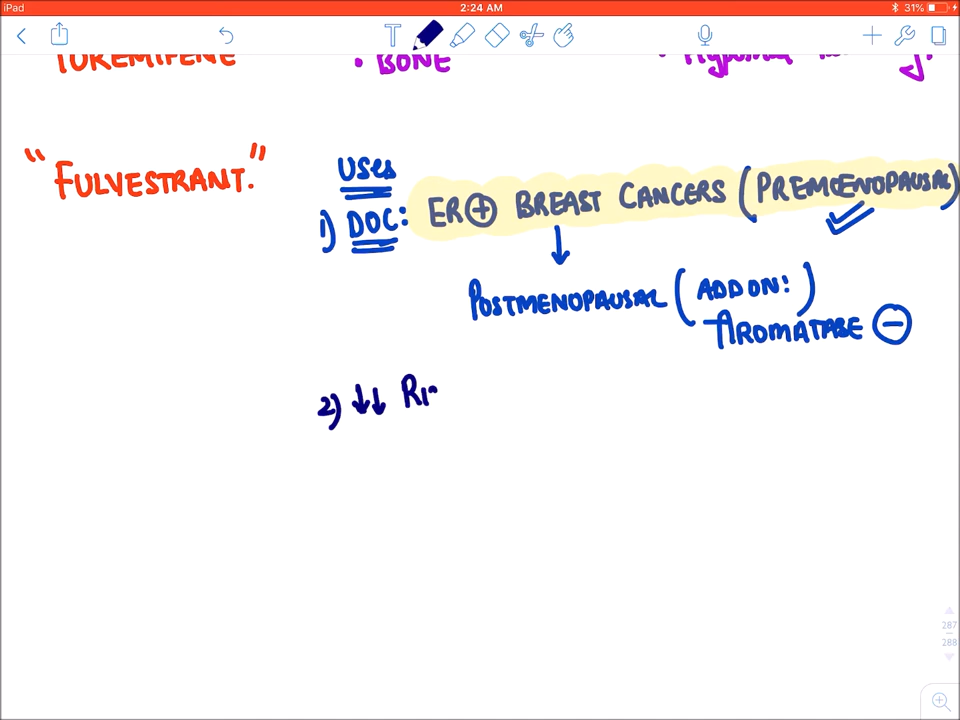 iPad
2:24 AM
31%
T
TOREMIFENE
• BONE
"FULVESTRANT."
Uses
1) DOC: ER⊕ BREAST CANCERS (PREMENOPAUSAL)
POSTMENOPAUSAL (ADD ON:)
AROMATASE ⊖
2) ↓↓ Ri
287
288